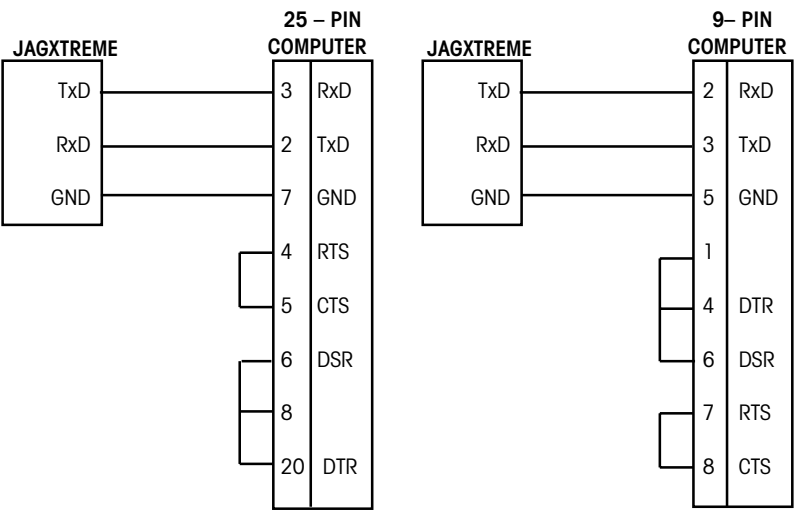 25 – PIN
JAGXTREME COMPUTER
TxD 3 RxD
RxD 2 TxD
GND 7 GND
4 RTS
5 CTS
6 DSR
8
20 DTR
9– PIN
JAGXTREME COMPUTER
TxD 2 RxD
RxD 3 TxD
GND 5 GND
1
4 DTR
6 DSR
7 RTS
8 CTS